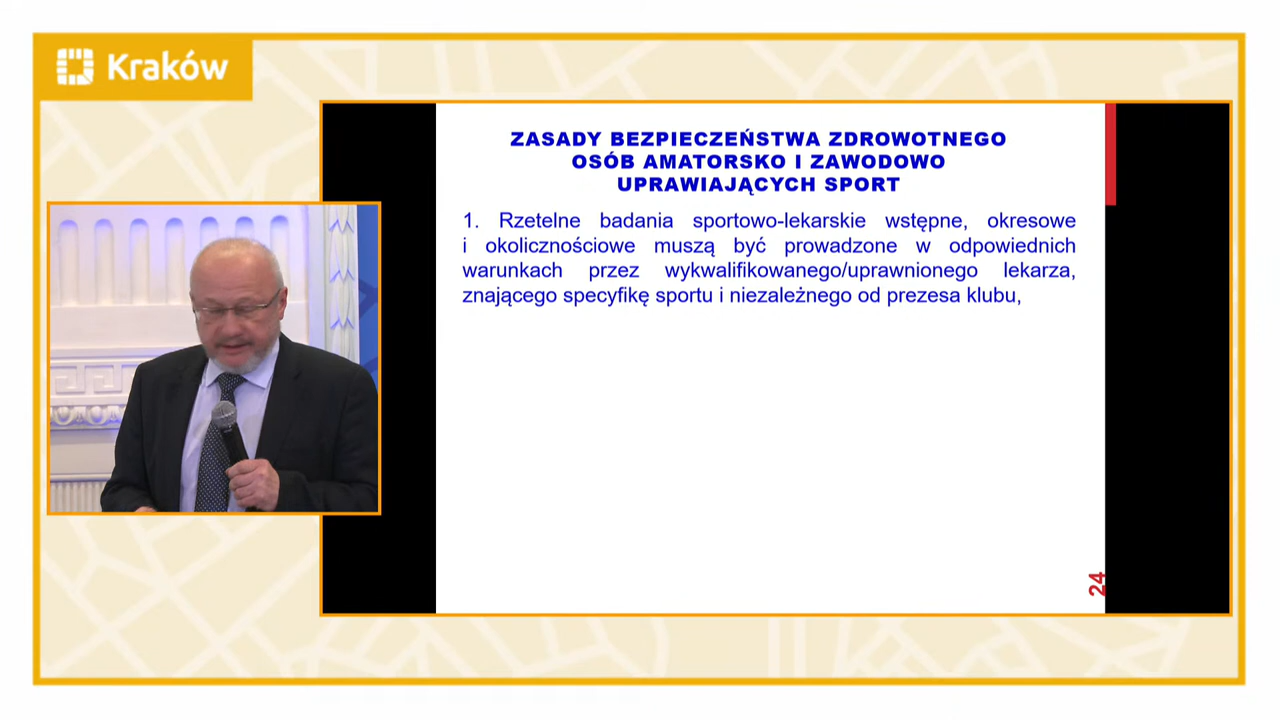 Kraków
ZASADY BEZPIECZEŃSTWA ZDROWOTNEGO
OSÓB AMATORSKO I ZAWODOWO
UPRAWIAJĄCYCH SPORT
1. Rzetelne badania sportowo-lekarskie wstępne, okresowe
i okolicznościowe muszą być prowadzone w odpowiednich
warunkach przez wykwalifikowanego/uprawnionego lekarza,
znającego specyfikę sportu i niezależnego od prezesa klubu,
24